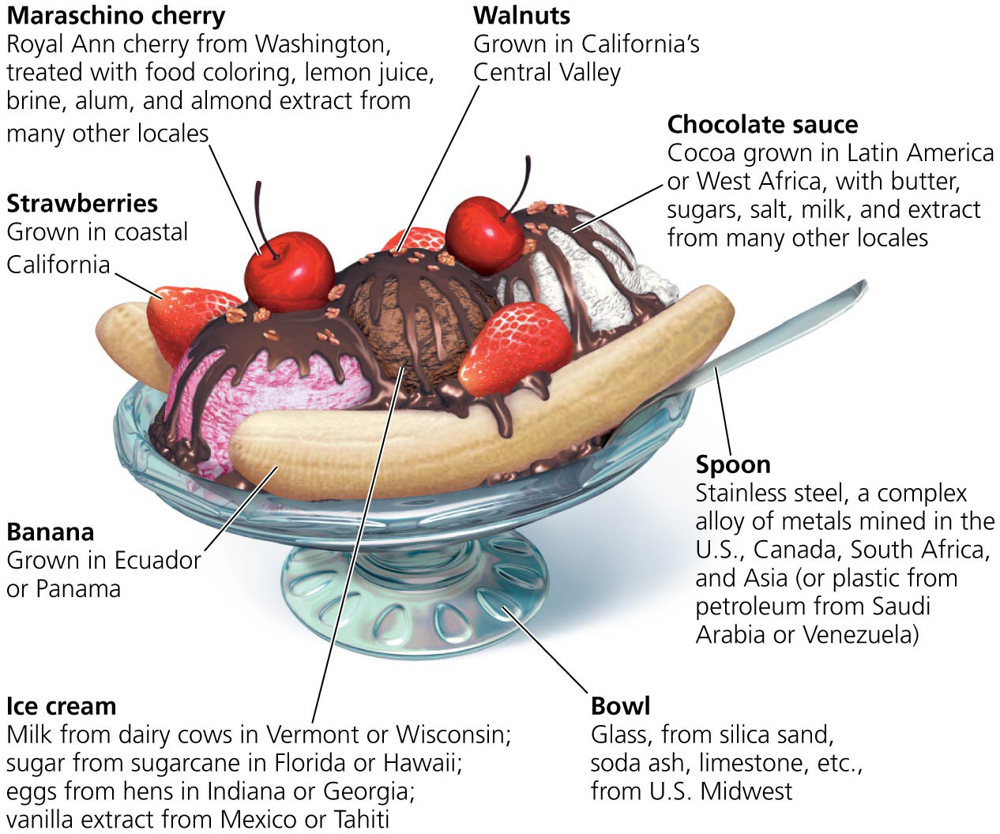 Maraschino cherry
Royal Ann cherry from Washington,
treated with food coloring, lemon juice,
brine, alum, and almond extract from
many other locales
Walnuts
Grown in California’s
Central Valley
Chocolate sauce
Cocoa grown in Latin America
or West Africa, with butter,
sugars, salt, milk, and extract
from many other locales
Strawberries
Grown in coastal
California
Spoon
Stainless steel, a complex
alloy of metals mined in the
U.S., Canada, South Africa,
and Asia (or plastic from
petroleum from Saudi
Arabia or Venezuela)
Banana
Grown in Ecuador
or Panama
Ice cream
Milk from dairy cows in Vermont or Wisconsin;
sugar from sugarcane in Florida or Hawaii;
eggs from hens in Indiana or Georgia;
vanilla extract from Mexico or Tahiti
Bowl
Glass, from silica sand,
soda ash, limestone, etc.,
from U.S. Midwest